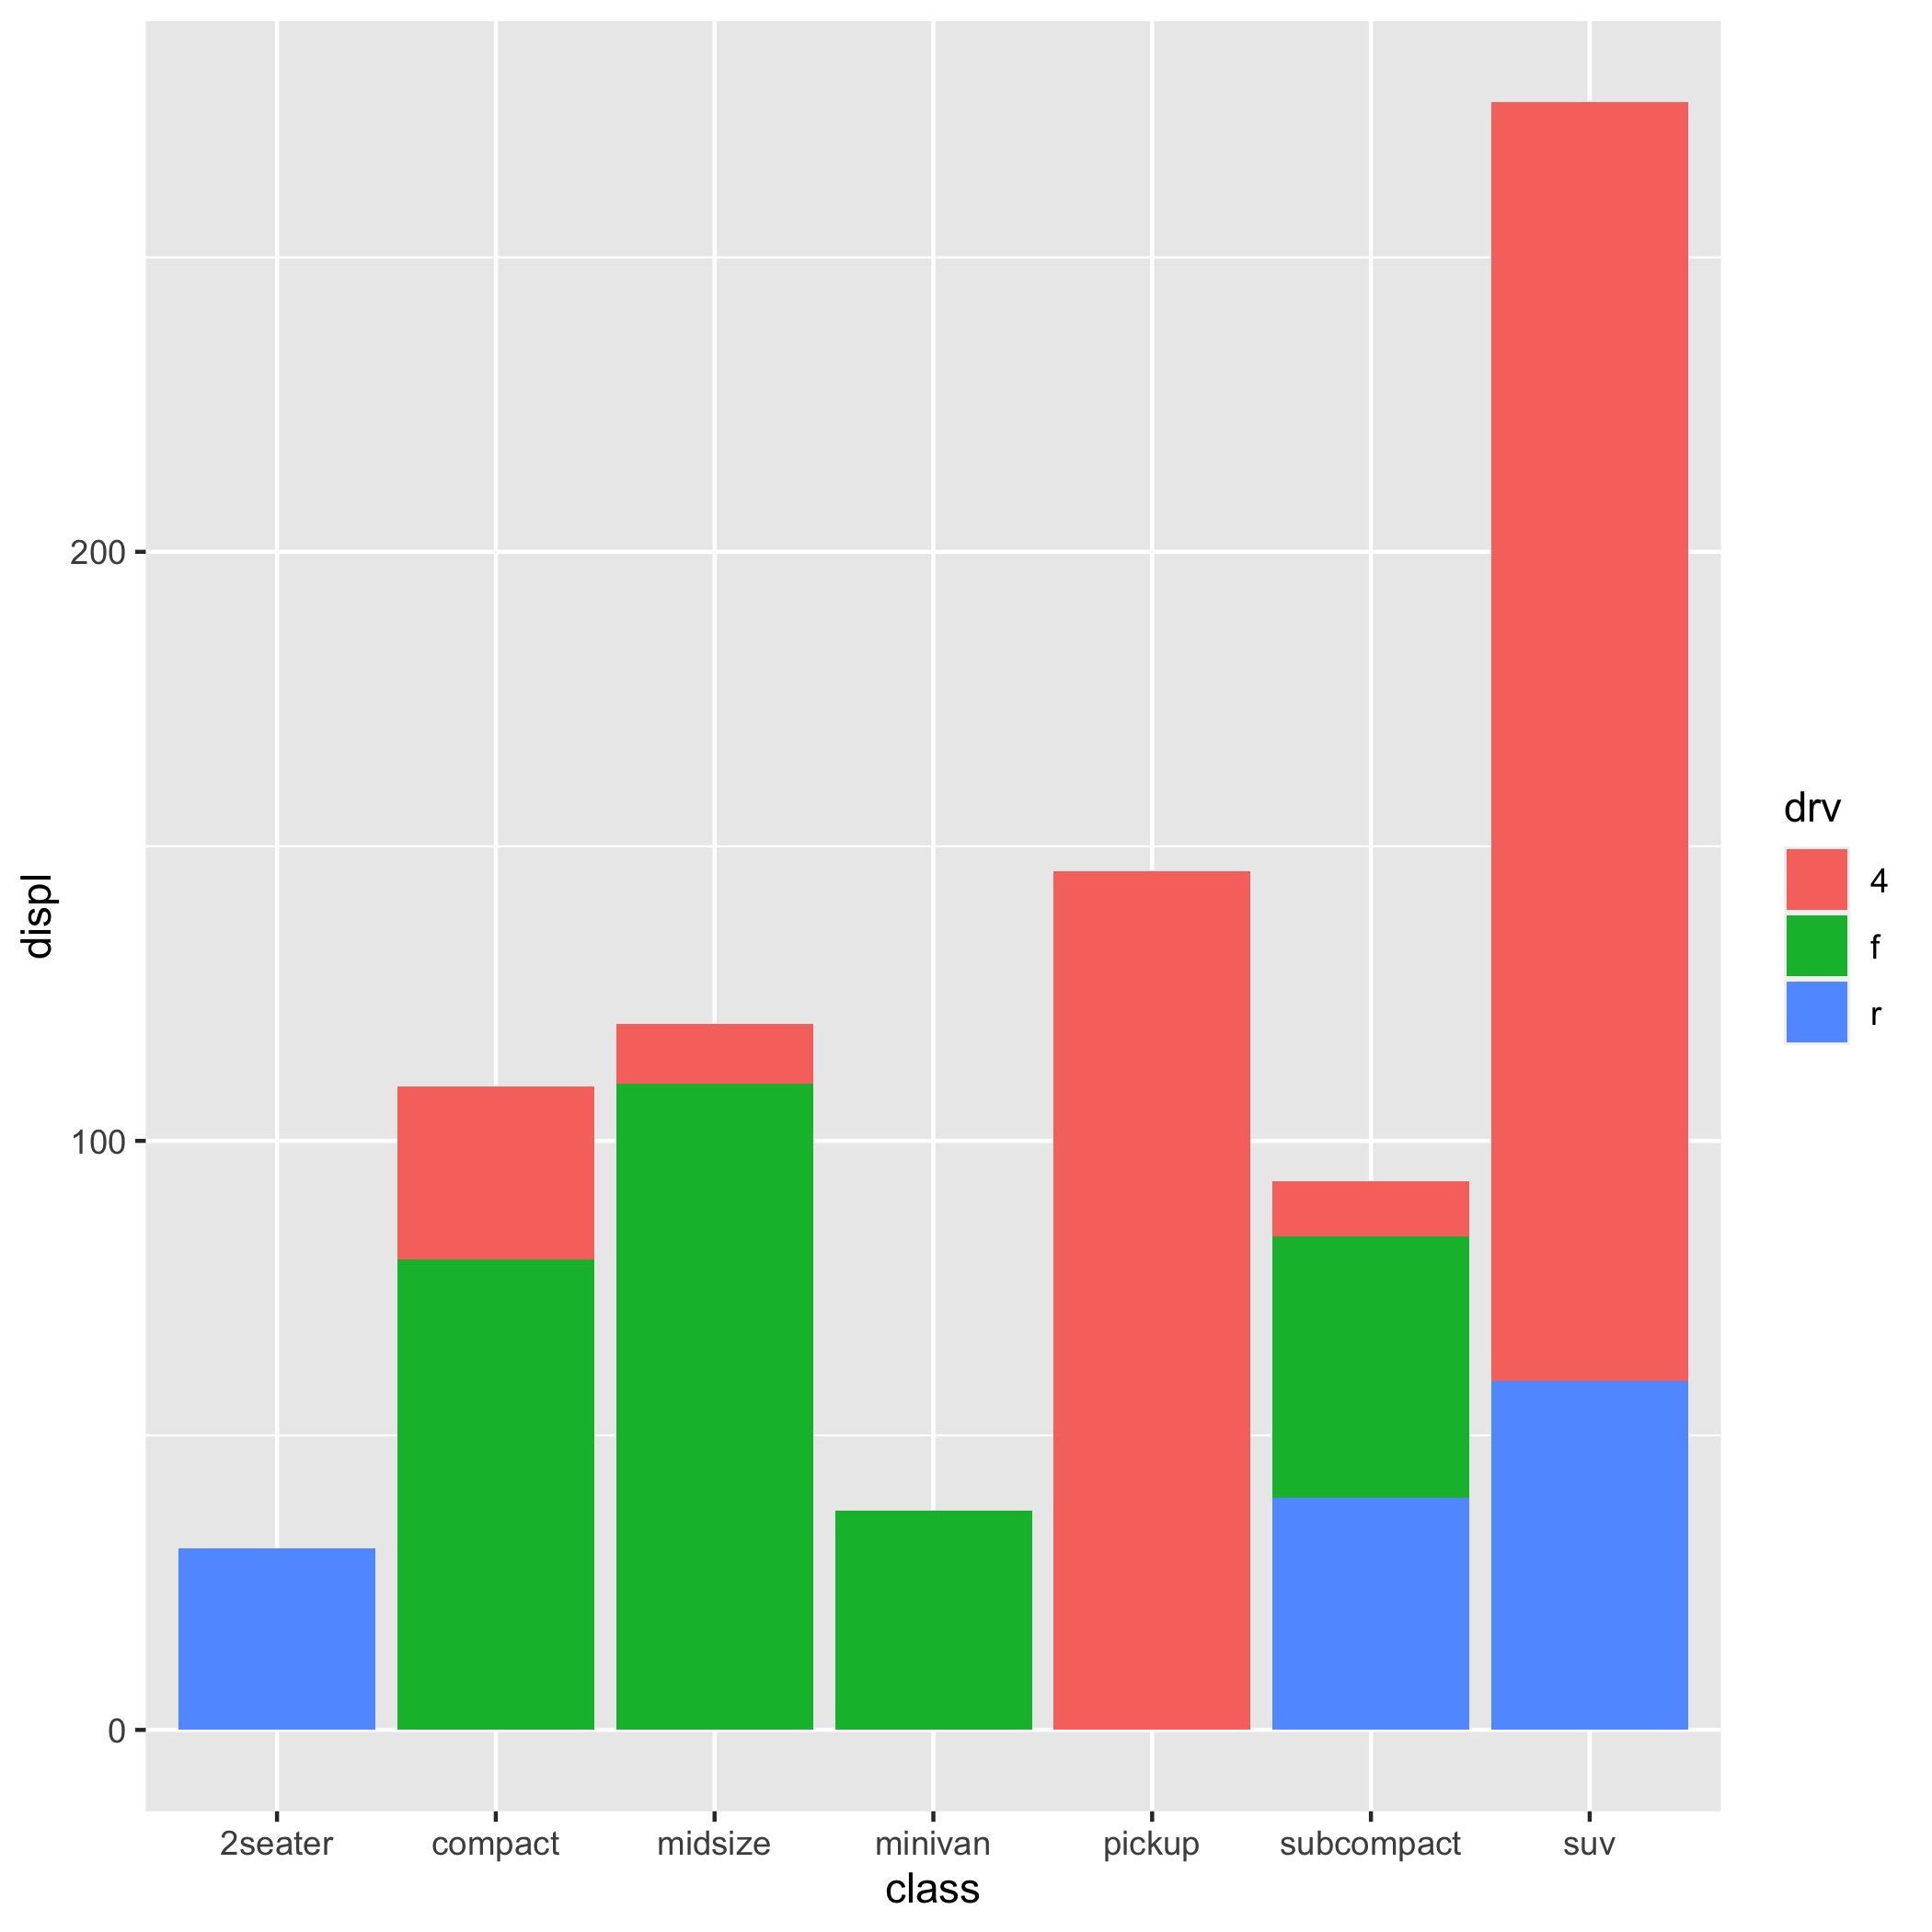 displ
200
100
0
2seater compact midsize minivan pickup subcompact suv
class
drv
4
f
r